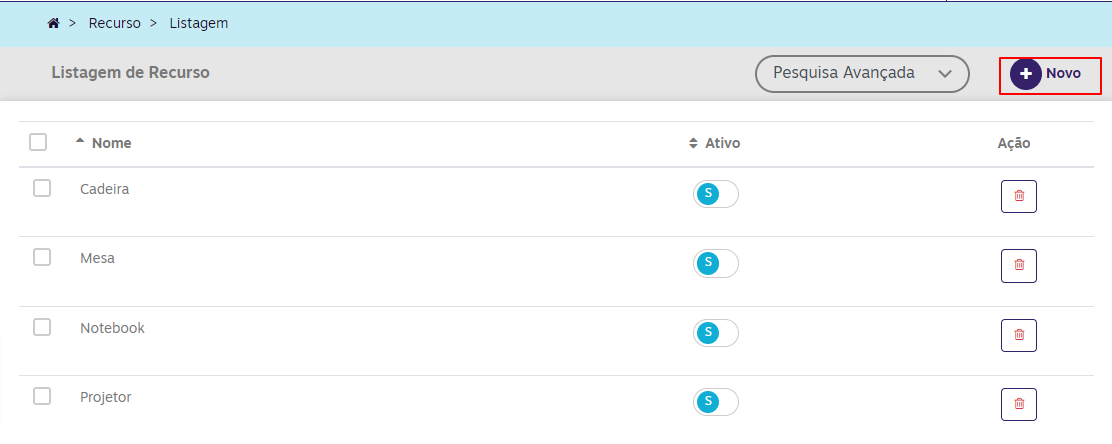 > Recurso > Listagem
Listagem de Recurso Pesquisa Avançada + Novo
Nome Ativo Ação
Cadeira S
Mesa S
Notebook S
Projetor S